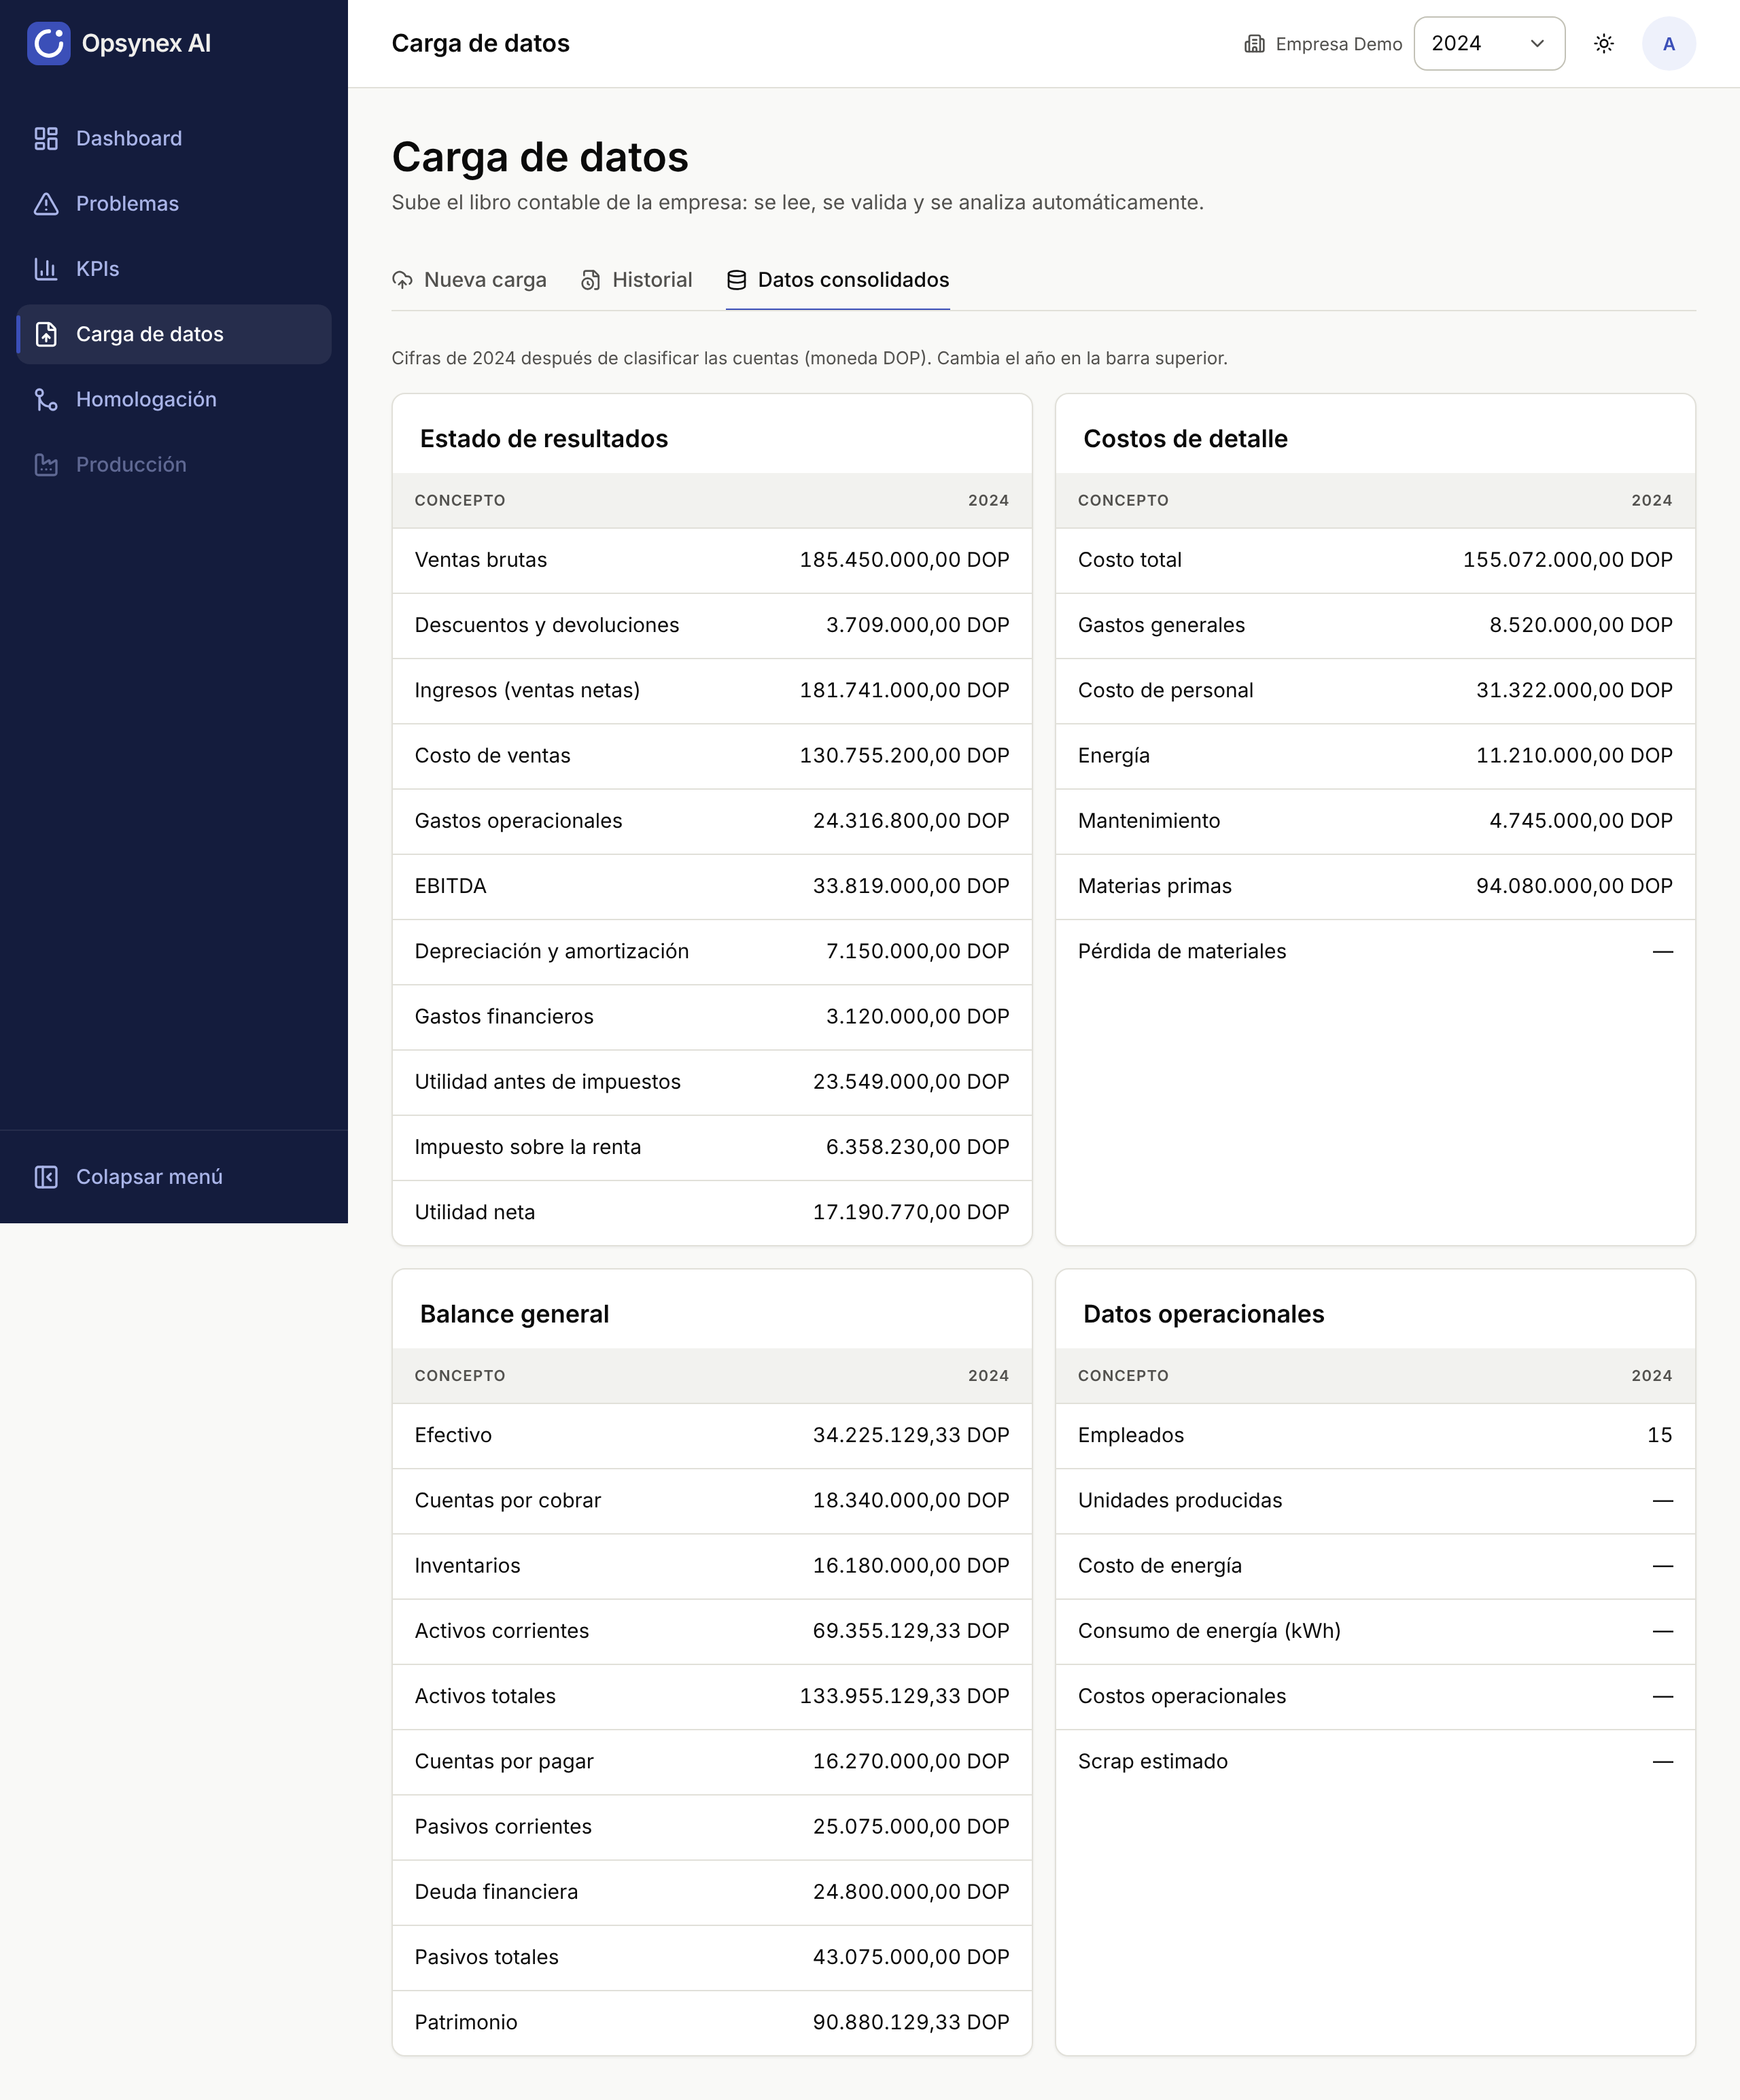 Opsynex AI
Dashboard
Problemas
KPIs
Carga de datos
Homologación
Producción
Colapsar menú
Carga de datos
Empresa Demo
2024
A
Carga de datos
Sube el libro contable de la empresa: se lee, se valida y se analiza automáticamente.
Nueva carga
Historial
Datos consolidados
Cifras de 2024 después de clasificar las cuentas (moneda DOP). Cambia el año en la barra superior.
Estado de resultados
CONCEPTO 2024
Ventas brutas 185.450.000,00 DOP
Descuentos y devoluciones 3.709.000,00 DOP
Ingresos (ventas netas) 181.741.000,00 DOP
Costo de ventas 130.755.200,00 DOP
Gastos operacionales 24.316.800,00 DOP
EBITDA 33.819.000,00 DOP
Depreciación y amortización 7.150.000,00 DOP
Gastos financieros 3.120.000,00 DOP
Utilidad antes de impuestos 23.549.000,00 DOP
Impuesto sobre la renta 6.358.230,00 DOP
Utilidad neta 17.190.770,00 DOP
Costos de detalle
CONCEPTO 2024
Costo total 155.072.000,00 DOP
Gastos generales 8.520.000,00 DOP
Costo de personal 31.322.000,00 DOP
Energía 11.210.000,00 DOP
Mantenimiento 4.745.000,00 DOP
Materias primas 94.080.000,00 DOP
Pérdida de materiales —
Balance general
CONCEPTO 2024
Efectivo 34.225.129,33 DOP
Cuentas por cobrar 18.340.000,00 DOP
Inventarios 16.180.000,00 DOP
Activos corrientes 69.355.129,33 DOP
Activos totales 133.955.129,33 DOP
Cuentas por pagar 16.270.000,00 DOP
Pasivos corrientes 25.075.000,00 DOP
Deuda financiera 24.800.000,00 DOP
Pasivos totales 43.075.000,00 DOP
Patrimonio 90.880.129,33 DOP
Datos operacionales
CONCEPTO 2024
Empleados 15
Unidades producidas —
Costo de energía —
Consumo de energía (kWh) —
Costos operacionales —
Scrap estimado —